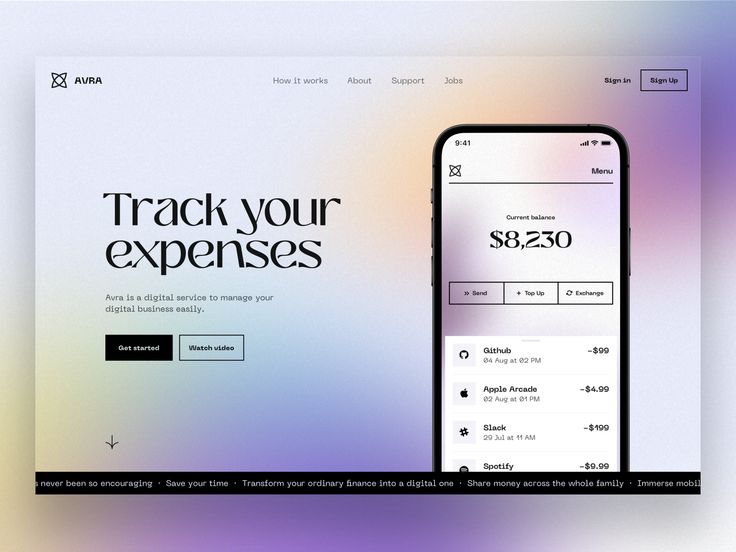 AVRA
How it works
About
Support
Jobs
Sign in
Sign Up
Track your
expenses
Avra is a digital service to manage your
digital business easily.
Get started
Watch video
9:41
Menu
Current balance
$8,230
Send
Top Up
Exchange
Github
-$99
04 Aug at 02 PM
Apple Arcade
-$4.99
02 Aug at 01 PM
Slack
-$199
29 Jul at 11 AM
Spotify
-$9.99
s never been so encouraging · Save your time · Transform your ordinary finance into a digital one · Share money across the whole family · Immerse mobil